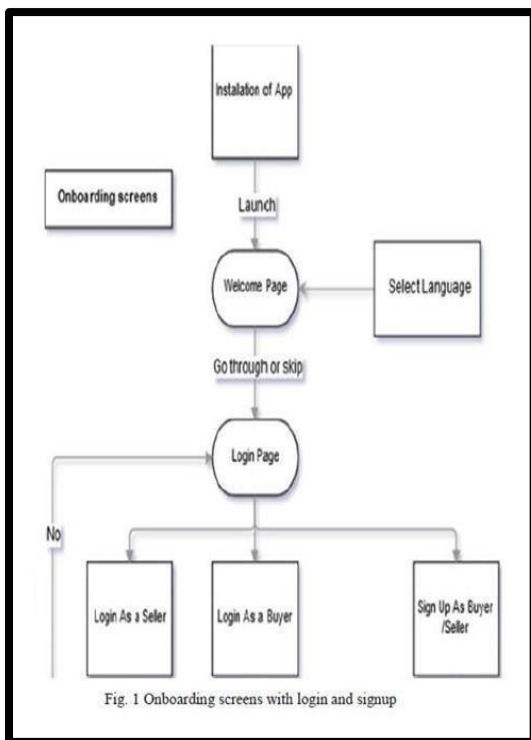 Installation of App
Onboarding screens
Launch
Welcome Page
Select Language
Go through or skip
Login Page
No
Login As a Seller
Login As a Buyer
Sign Up As Buyer
/Seller
Fig. 1 Onboarding screens with login and signup